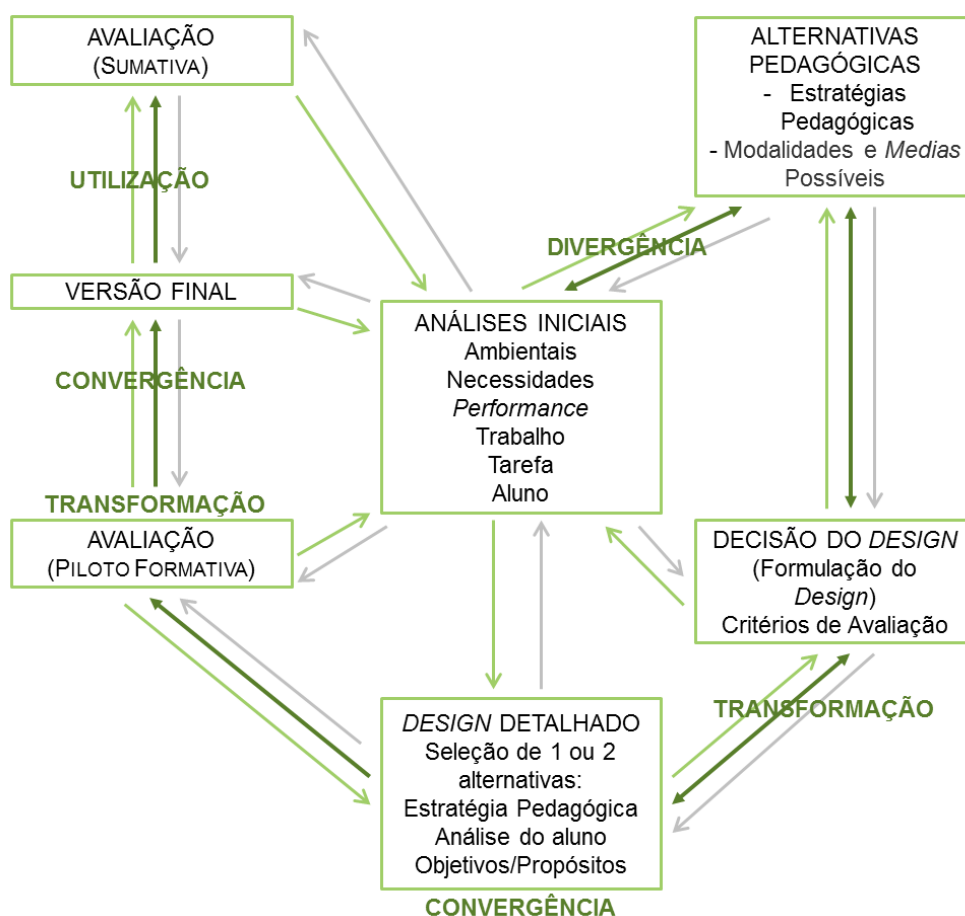 AVALIAÇÃO
(SUMATIVA)
ALTERNATIVAS
PEDAGÓGICAS
- Estratégias
Pedagógicas
- Modalidades e Medias
Possíveis
UTILIZAÇÃO
DIVERGÊNCIA
VERSÃO FINAL
ANÁLISES INICIAIS
Ambientais
Necessidades
Performance
Trabalho
Tarefa
Aluno
CONVERGÊNCIA
TRANSFORMAÇÃO
AVALIAÇÃO
(PILOTO FORMATIVA)
DECISÃO DO DESIGN
(Formulação do
Design)
Critérios de Avaliação
DESIGN DETALHADO
Seleção de 1 ou 2
alternativas:
Estratégia Pedagógica
Análise do aluno
Objetivos/Propósitos
TRANSFORMAÇÃO
CONVERGÊNCIA